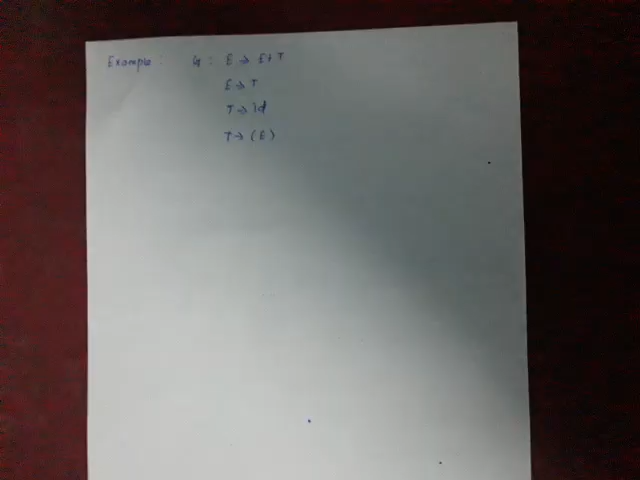 Example : G : E → E+ T
E → T
T → id
T → (E)